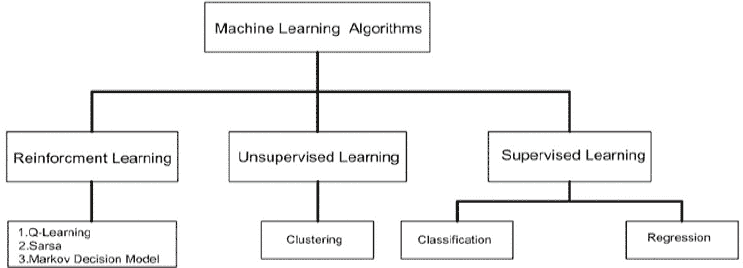 Machine Learning Algorithms
Reinforcment Learning
Unsupervised Learning
Supervised Learning
1.Q-Learning
2.Sarsa
3.Markov Decision Model
Clustering
Classification
Regression